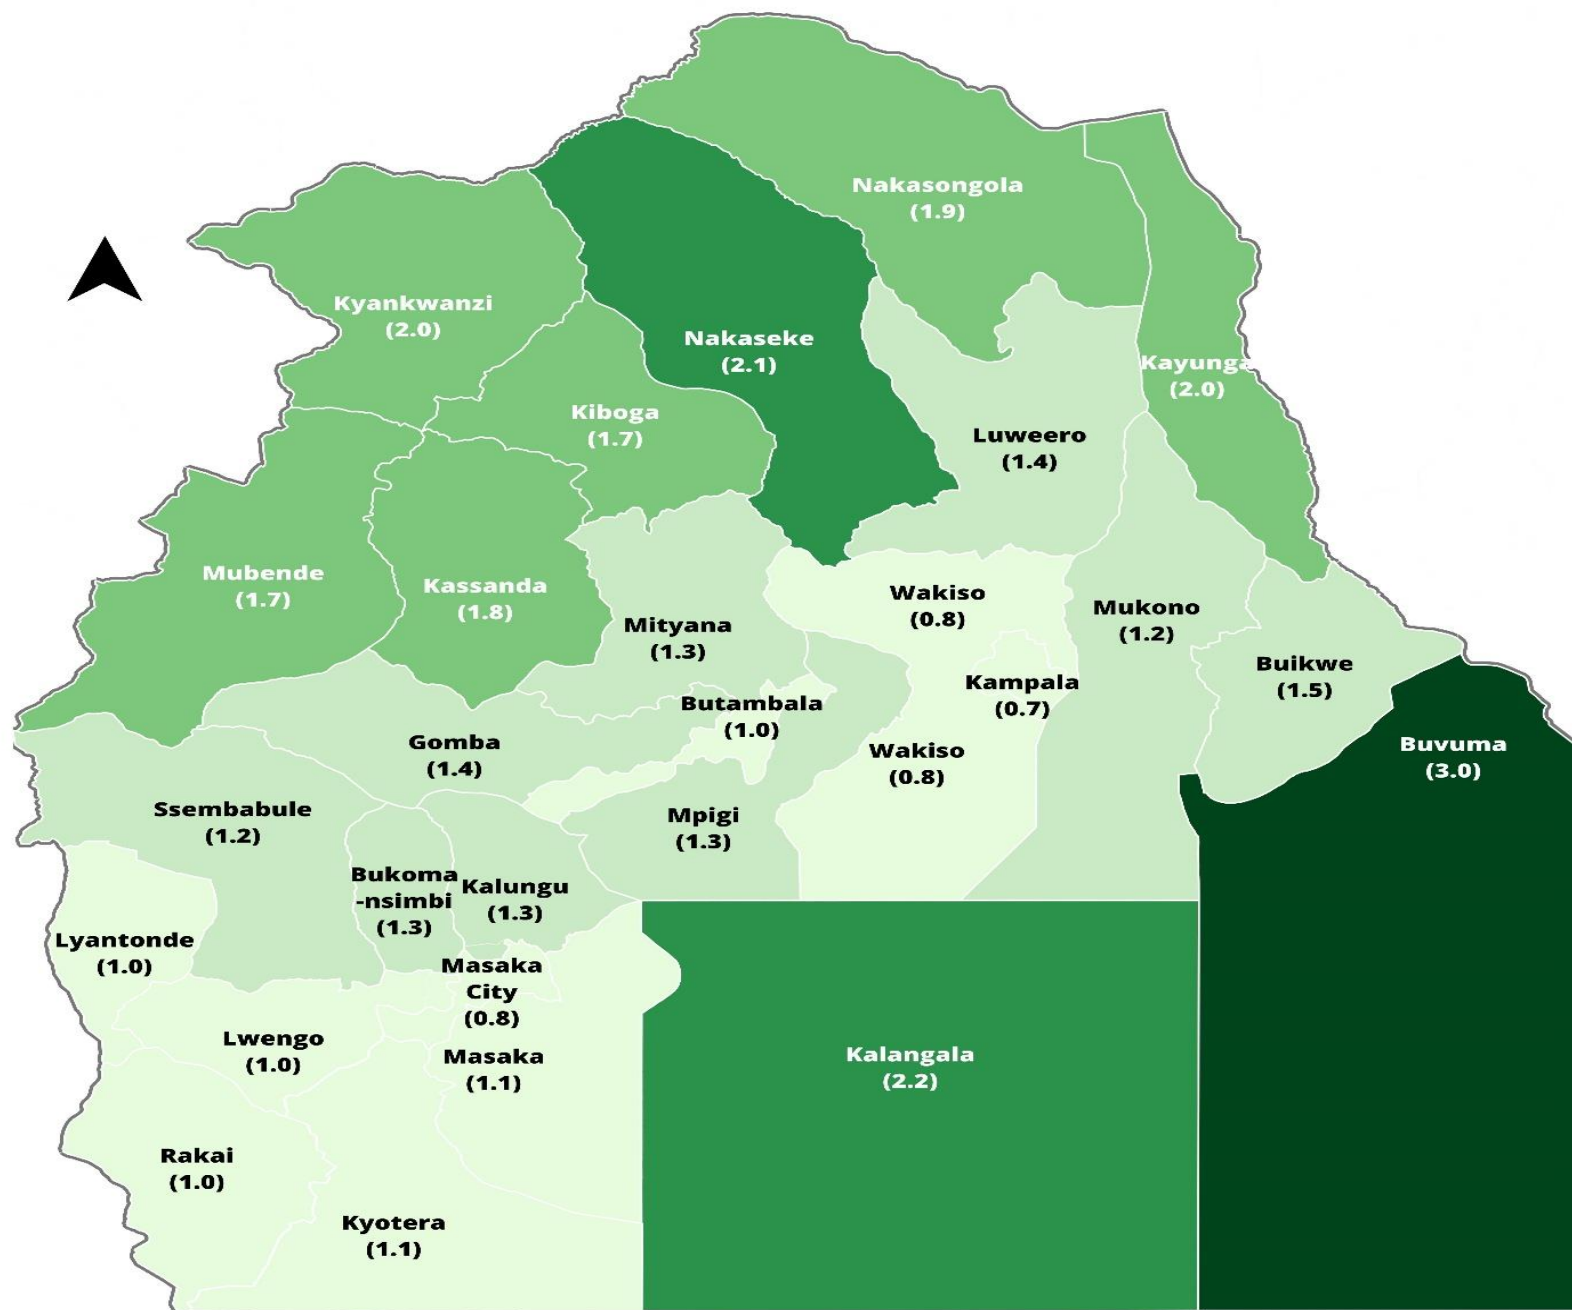 Nakasongola
(1.9)
Kyankwanzi
(2.0)
Nakaseke
(2.1)
Kayunga
(2.0)
Kiboga
(1.7)
Luweero
(1.4)
Mubende
(1.7)
Kassanda
(1.8)
Wakiso
(0.8)
Mukono
(1.2)
Mityana
(1.3)
Buikwe
(1.5)
Kampala
(0.7)
Butambala
(1.0)
Gomba
(1.4)
Wakiso
(0.8)
Buvuma
(3.0)
Ssembabule
(1.2)
Mpigi
(1.3)
Bukoma
-nsimbi
(1.3)
Kalungu
(1.3)
Lyantonde
(1.0)
Masaka
City
(0.8)
Lwengo
(1.0)
Masaka
(1.1)
Kalangala
(2.2)
Rakai
(1.0)
Kyotera
(1.1)